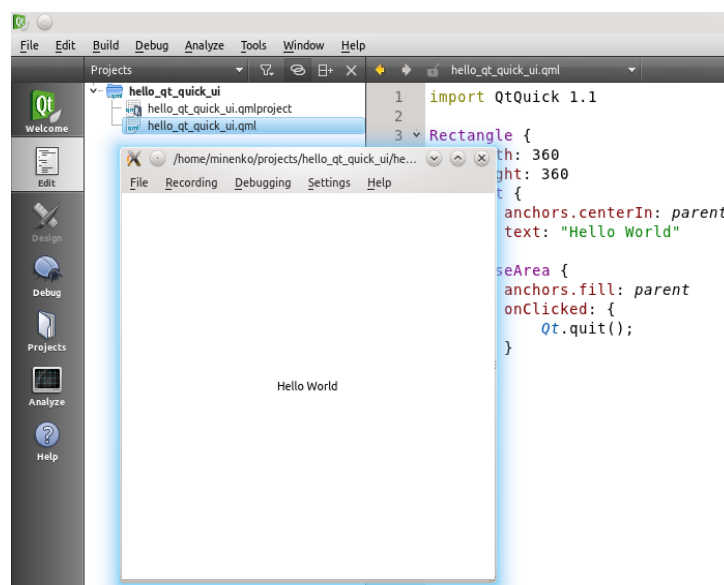 File Edit Build Debug Analyze Tools Window Help
Projects
hello_qt_quick_ui.qml
Qt
Welcome
Edit
Design
Debug
Projects
Analyze
Help
hello_qt_quick_ui
hello_qt_quick_ui.qmlproject
hello_qt_quick_ui.qml
/home/minenko/projects/hello_qt_quick_ui/he...
File Recording Debugging Settings Help
Hello World
1 import QtQuick 1.1
2
3 Rectangle {
th: 360
ght: 360
t {
anchors.centerIn: parent
text: "Hello World"
seArea {
anchors.fill: parent
onClicked: {
Qt.quit();
}